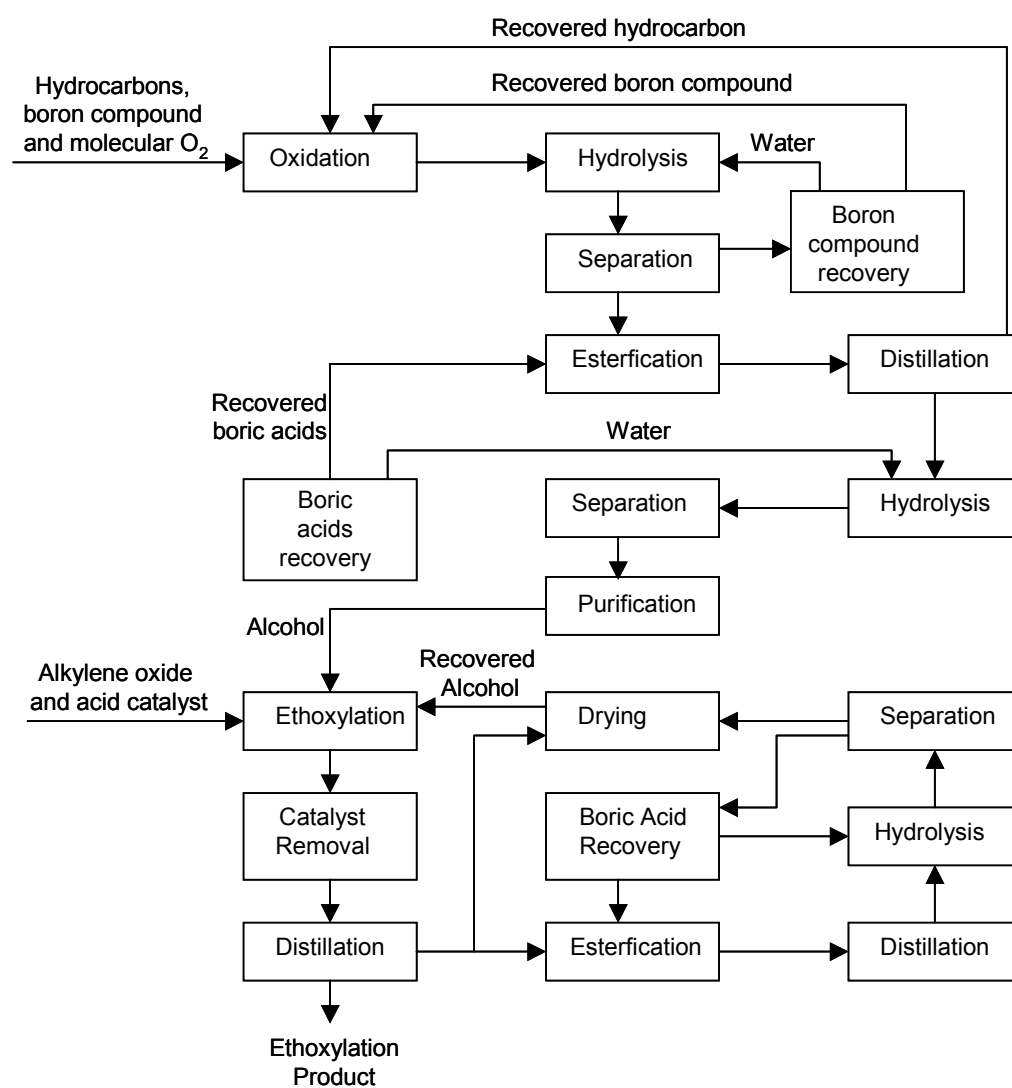 Recovered hydrocarbon
Hydrocarbons,
boron compound
and molecular O₂
Recovered boron compound
Oxidation
Hydrolysis
Water
Boron
compound
recovery
Separation
Esterfication
Distillation
Recovered
boric acids
Water
Boric
acids
recovery
Separation
Hydrolysis
Purification
Alcohol
Alkylene oxide
and acid catalyst
Recovered
Alcohol
Ethoxylation
Drying
Separation
Catalyst
Removal
Boric Acid
Recovery
Hydrolysis
Distillation
Esterfication
Distillation
Ethoxylation
Product